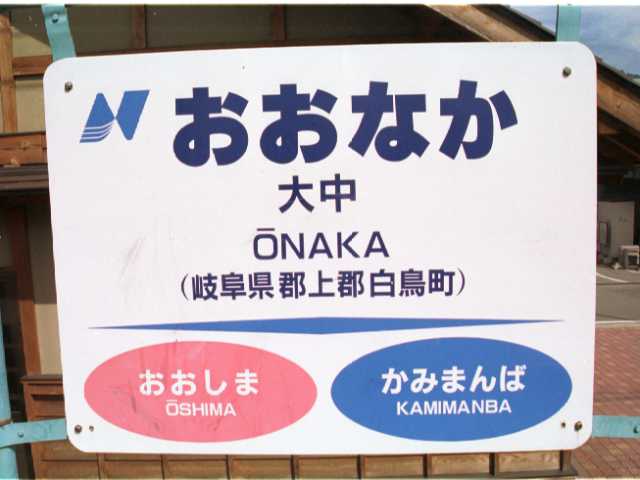 おおなか
大中
ŌNAKA
(岐阜県郡上郡白鳥町)
おおしま かみまんば
ŌSHIMA KAMIMANBA